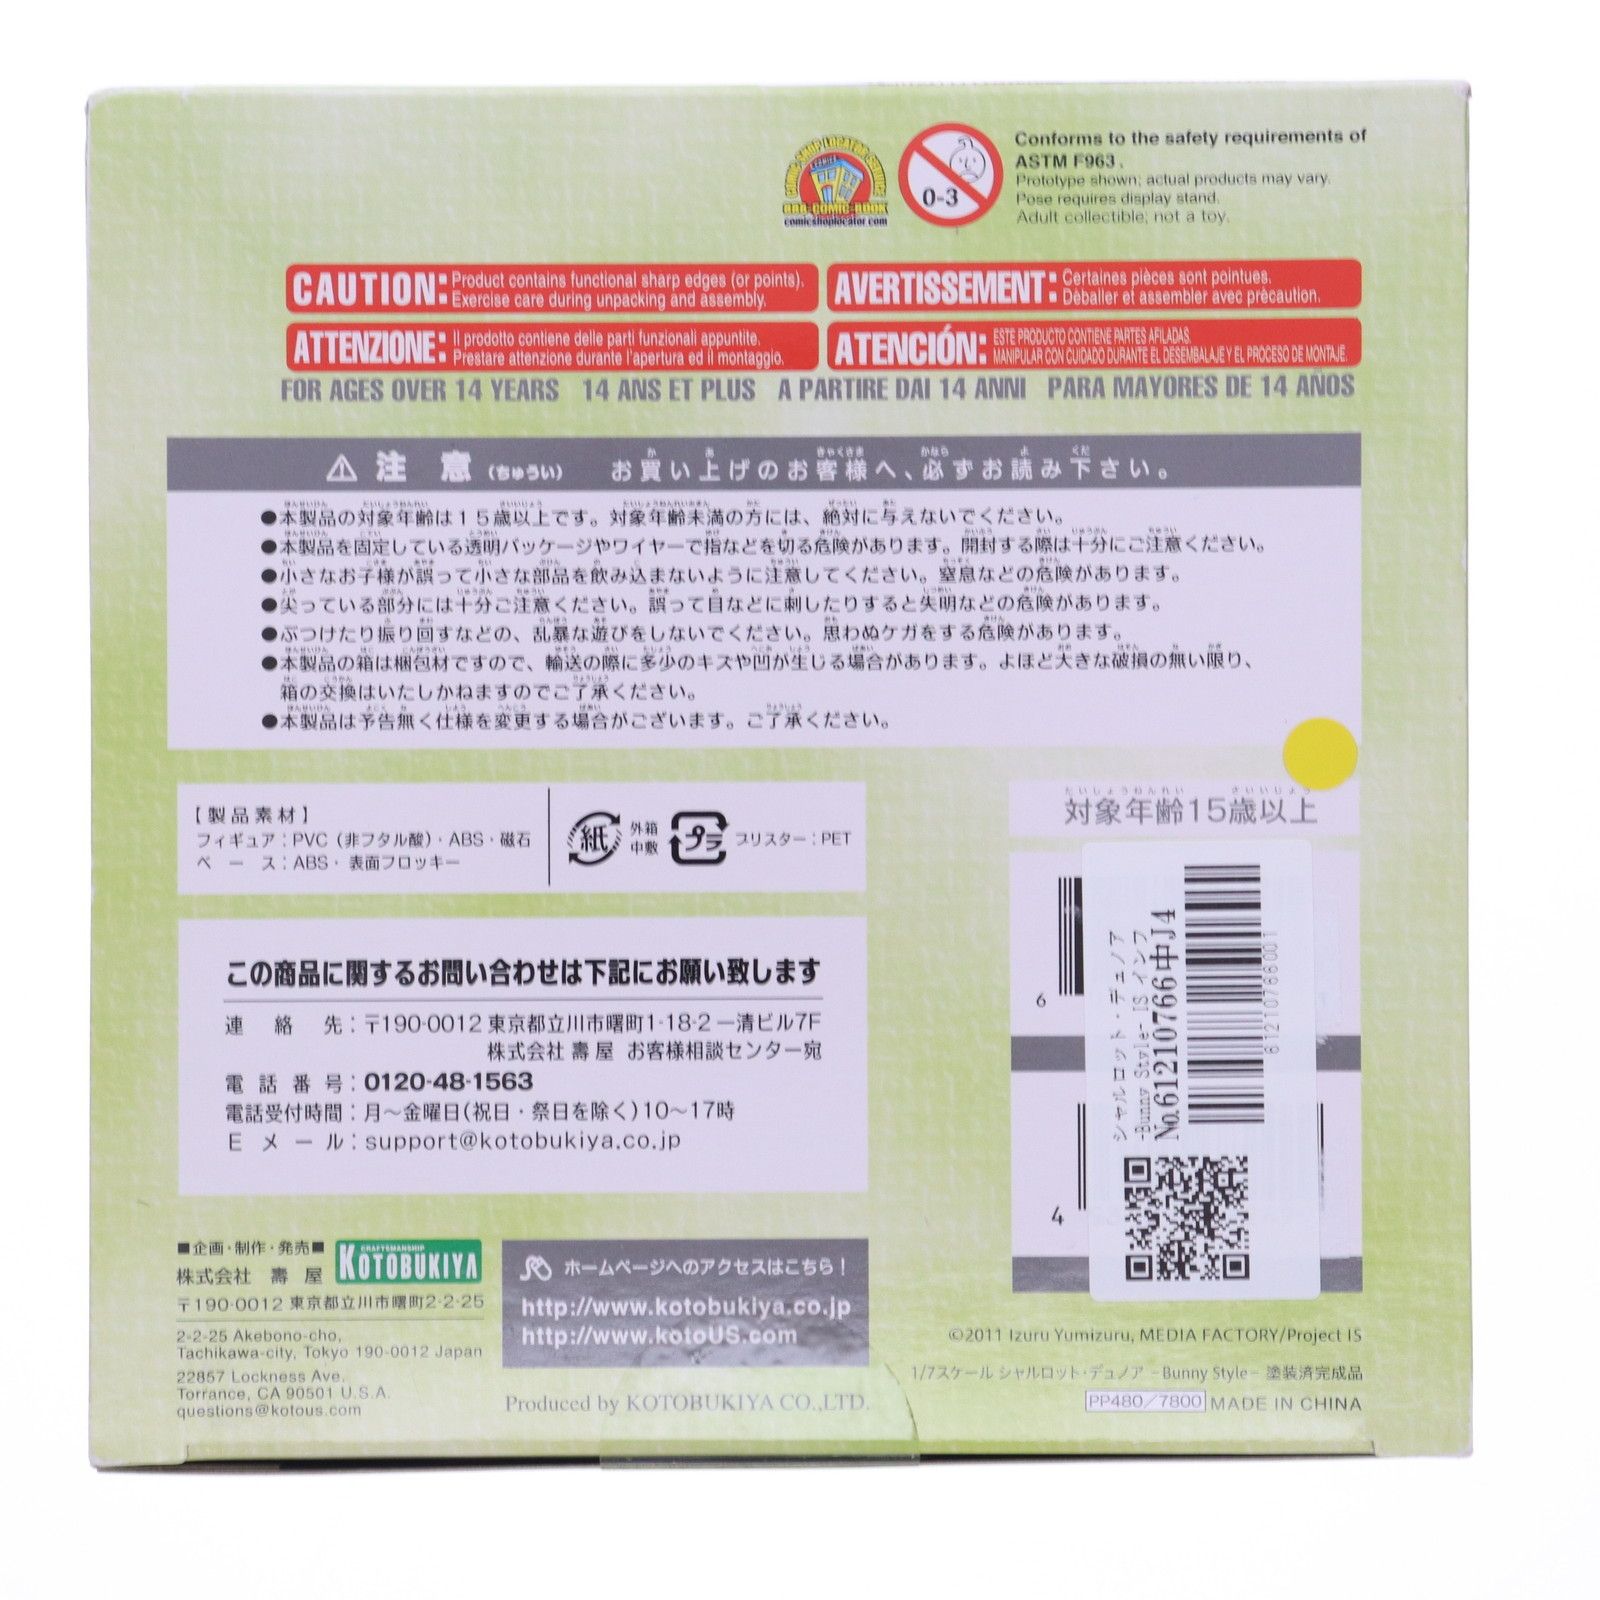 COMIC SHOP LOCATOR SERVICE
888-COMIC-BOOK
comicshoplocator.com
0-3
Conforms to the safety requirements of
ASTM F963.
Prototype shown; actual products may vary.
Pose requires display stand.
Adult collectible; not a toy.
CAUTION: Product contains functional sharp edges (or points).
Exercise care during unpacking and assembly.
AVERTISSEMENT: Certaines pièces sont pointues.
Déballer et assembler avec précaution.
ATTENZIONE: Il prodotto contiene delle parti funzionali appuntite.
Prestare attenzione durante l'apertura ed il montaggio.
ATENCIÓN: ESTE PRODUCTO CONTIENE PARTES AFILADAS.
MANIPULAR CON CUIDADO DURANTE EL DESEMBALAJE Y EL PROCESO DE MONTAJE.
FOR AGES OVER 14 YEARS 14 ANS ET PLUS A PARTIRE DAI 14 ANNI PARA MAYORES DE 14 AÑOS
⚠注 意(ちゅうい) お買い上げのお客様へ、必ずお読み下さい。
●本製品の対象年齢は15歳以上です。対象年齢未満の方には、絶対に与えないでください。
●本製品を固定している透明パッケージやワイヤーで指などを切る危険があります。開封する際は十分にご注意ください。
●小さなお子様が誤って小さな部品を飲み込まないように注意してください。窒息などの危険があります。
●尖っている部分には十分ご注意ください。誤って目などに刺したりすると失明などの危険があります。
●ぶつけたり振り回すなどの、乱暴な遊びをしないでください。思わぬケガをする危険があります。
●本製品の箱は梱包材ですので、輸送の際に多少のキズや凹が生じる場合があります。よほど大きな破損の無い限り、
箱の交換はいたしかねますのでご了承ください。
●本製品は予告無く仕様を変更する場合がございます。ご了承ください。
【製品素材】
フィギュア:PVC(非フタル酸)・ABS・磁石
ベース:ABS・表面フロッキー
紙 外箱
中敷
プラ ブリスター:PET
対象年齢15歳以上
この商品に関するお問い合わせは下記にお願い致します
連絡先:〒190-0012 東京都立川市曙町1-18-2 一清ビル7F
株式会社 壽屋 お客様相談センター宛
電話番号:0120-48-1563
電話受付時間:月〜金曜日(祝日・祭日を除く)10〜17時
Eメール:support@kotobukiya.co.jp
6
4
シャルロット・デュノア
-Bunny Style- IS インフ
No.612210766中J4
6122107660001
■企画・制作・発売■
株式会社 壽屋
CRAFTSMANSHIP
KOTOBUKIYA
〒190-0012 東京都立川市曙町2-2-25
2-2-25 Akebono-cho,
Tachikawa-city, Tokyo 190-0012 Japan
22857 Lockness Ave.
Torrance, CA 90501 U.S.A.
questions@kotous.com
ホームページへのアクセスはこちら!
http://www.kotobukiya.co.jp
http://www.kotoUS.com
Produced by KOTOBUKIYA CO.,LTD.
©2011 Izuru Yumizuru, MEDIA FACTORY/Project IS
1/7スケール シャルロット・デュノア -Bunny Style- 塗装済完成品
PP480/7800 MADE IN CHINA